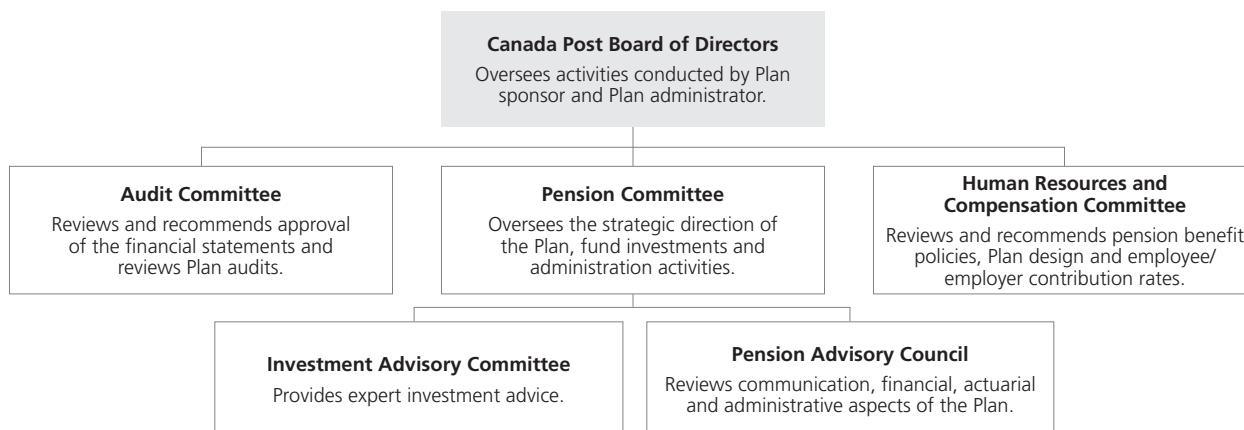 Canada Post Board of Directors
Oversees activities conducted by Plan
sponsor and Plan administrator.
Audit Committee
Reviews and recommends approval
of the financial statements and
reviews Plan audits.
Pension Committee
Oversees the strategic direction of
the Plan, fund investments and
administration activities.
Human Resources and
Compensation Committee
Reviews and recommends pension benefit
policies, Plan design and employee/
employer contribution rates.
Investment Advisory Committee
Provides expert investment advice.
Pension Advisory Council
Reviews communication, financial, actuarial
and administrative aspects of the Plan.